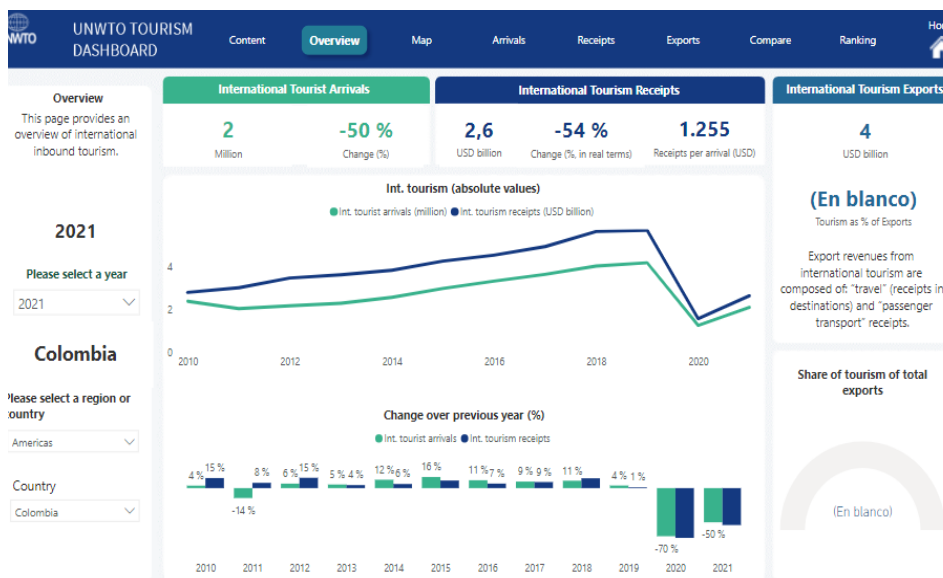 UNWTO TOURISM
DASHBOARD
NWTO
Content
Overview
Map
Arrivals
Receipts
Exports
Compare
Ranking
Overview
This page provides an
overview of international
inbound tourism.
2021
Please select a year
2021
Colombia
Please select a region or
country
Americas
Country
Colombia
International Tourist Arrivals
2
Million
-50 %
Change (%)
International Tourism Receipts
2,6
USD billion
-54 %
Change (%, in real terms)
1.255
Receipts per arrival (USD)
Int. tourism (absolute values)
Int. tourist arrivals (million) Int. tourism receipts (USD billion)
4
2
0
2010 2012 2014 2016 2018 2020
Change over previous year (%)
Int. tourist arrivals Int. tourism receipts
4 % 15 % -14 % 8 % 6 % 15 % 5 % 4 % 12 % 6 % 16 % 11 % 7 % 9 % 9 % 11 % 4 % 1 % -70 % -50 %
2010 2011 2012 2013 2014 2015 2016 2017 2018 2019 2020 2021
International Tourism Exports
4
USD billion
(En blanco)
Tourism as % of Exports
Export revenues from
international tourism are
composed of: “travel” (receipts in
destinations) and “passenger
transport” receipts.
Share of tourism of total
exports
(En blanco)